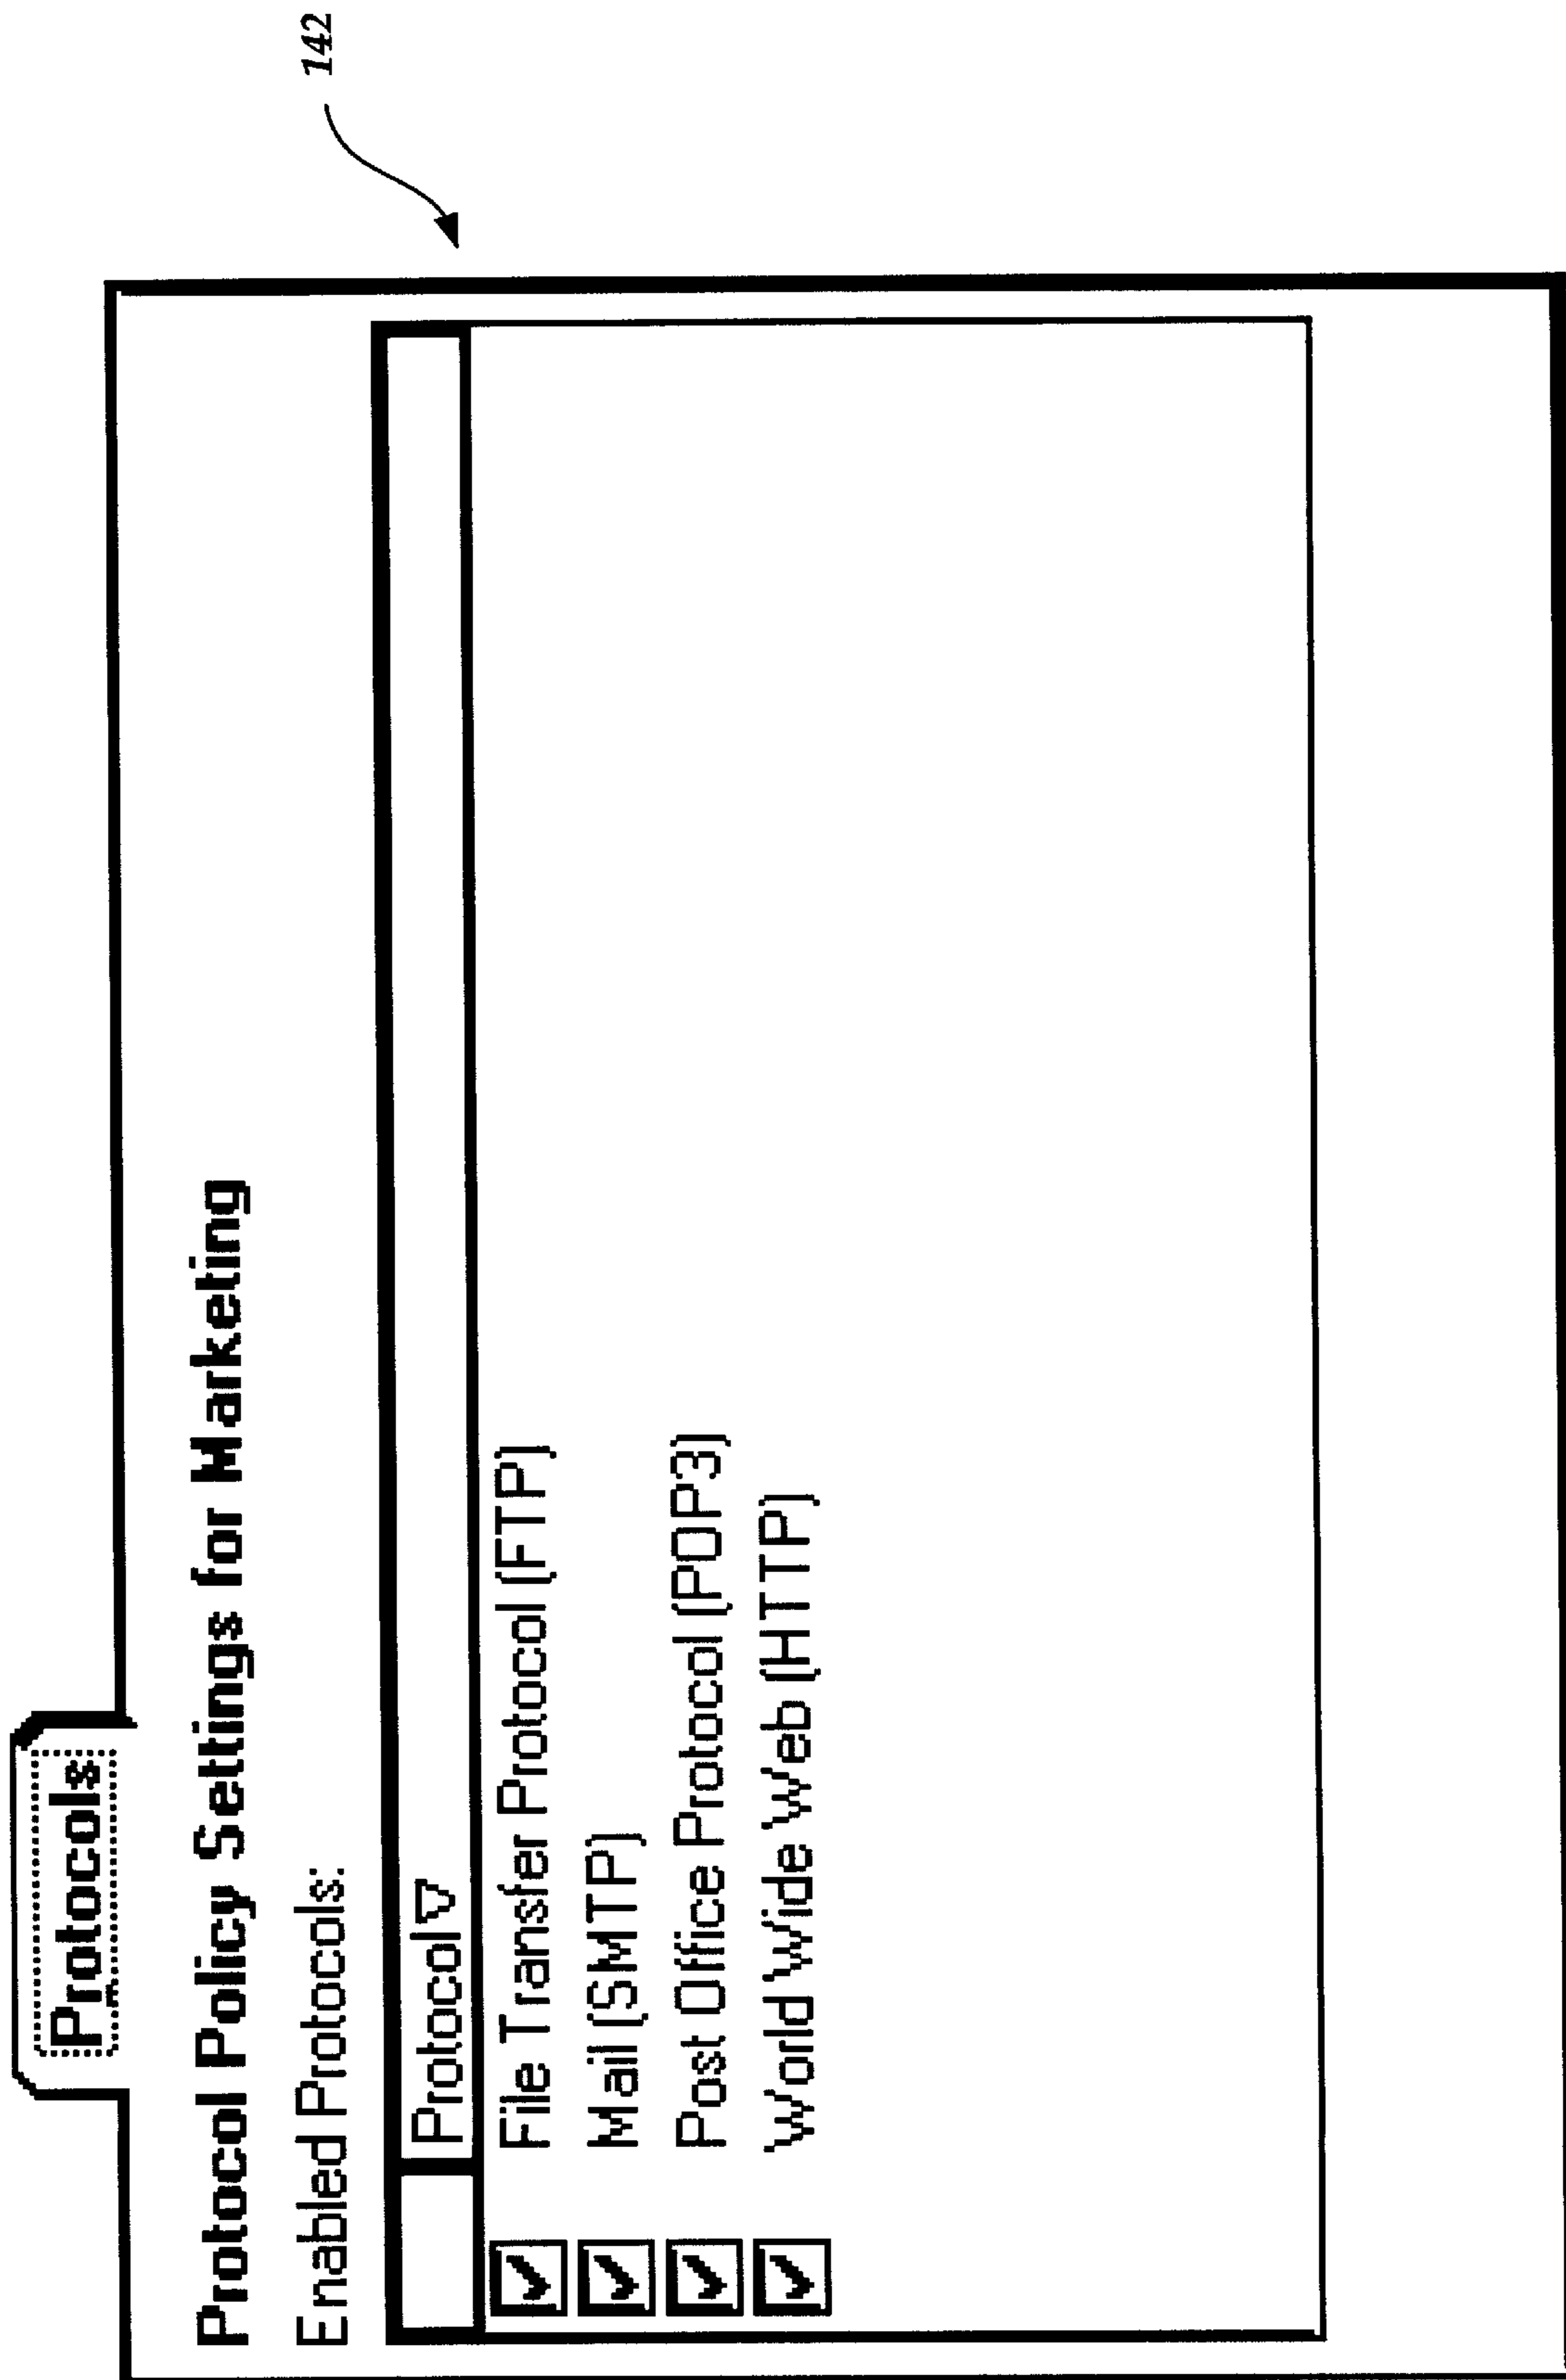 142
Protocols
Protocol Policy Settings for Marketing
Enabled Protocols:
Protocol
File Transfer Protocol (FTP)
Mail (SMTP)
Post Office Protocol (POP3)
World Wide Web (HTTP)